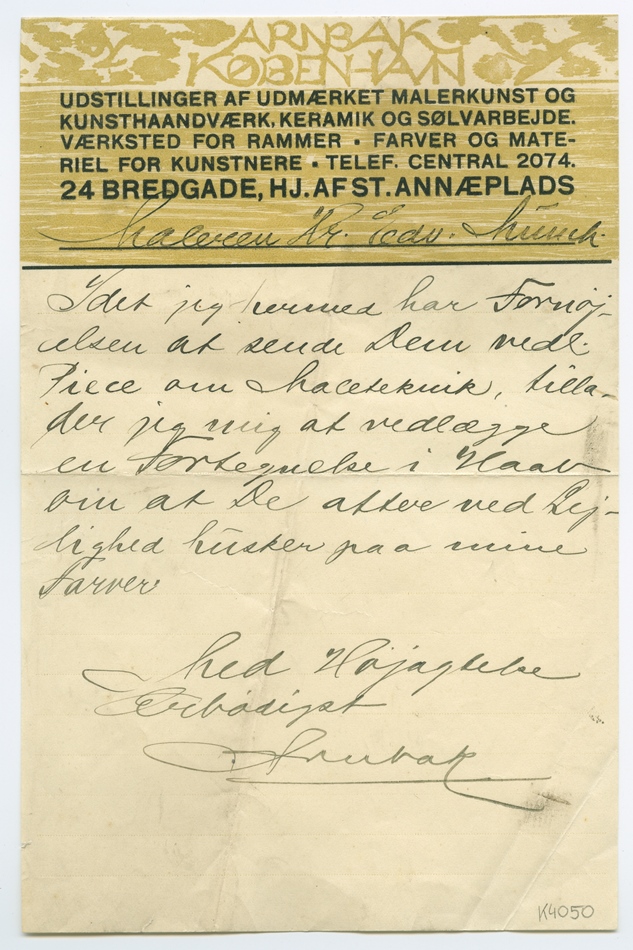 ARNBAK
KØBENHAVN
UDSTILLINGER AF UDMÆRKET MALERKUNST OG
KUNSTHAANDVÆRK, KERAMIK OG SØLVARBEJDE.
VÆRKSTED FOR RAMMER ▪ FARVER OG MATE-
RIEL FOR KUNSTNERE ▪ TELEF. CENTRAL 2074.
24 BREDGADE, HJ. AF ST. ANNÆPLADS
Maleren Hr. Edv. Munch.
Idet jeg hermed har Fornøj-
elsen at sende Dem vedl.
Piece om Maleteknik, tilla-
der jeg mig at vedlægge
en Fortegnelse i Haab
om at De atter ved Lej-
lighed husker paa mine
Farver
Med Højagtelse
Ærbødigst
Arnbak
K4050